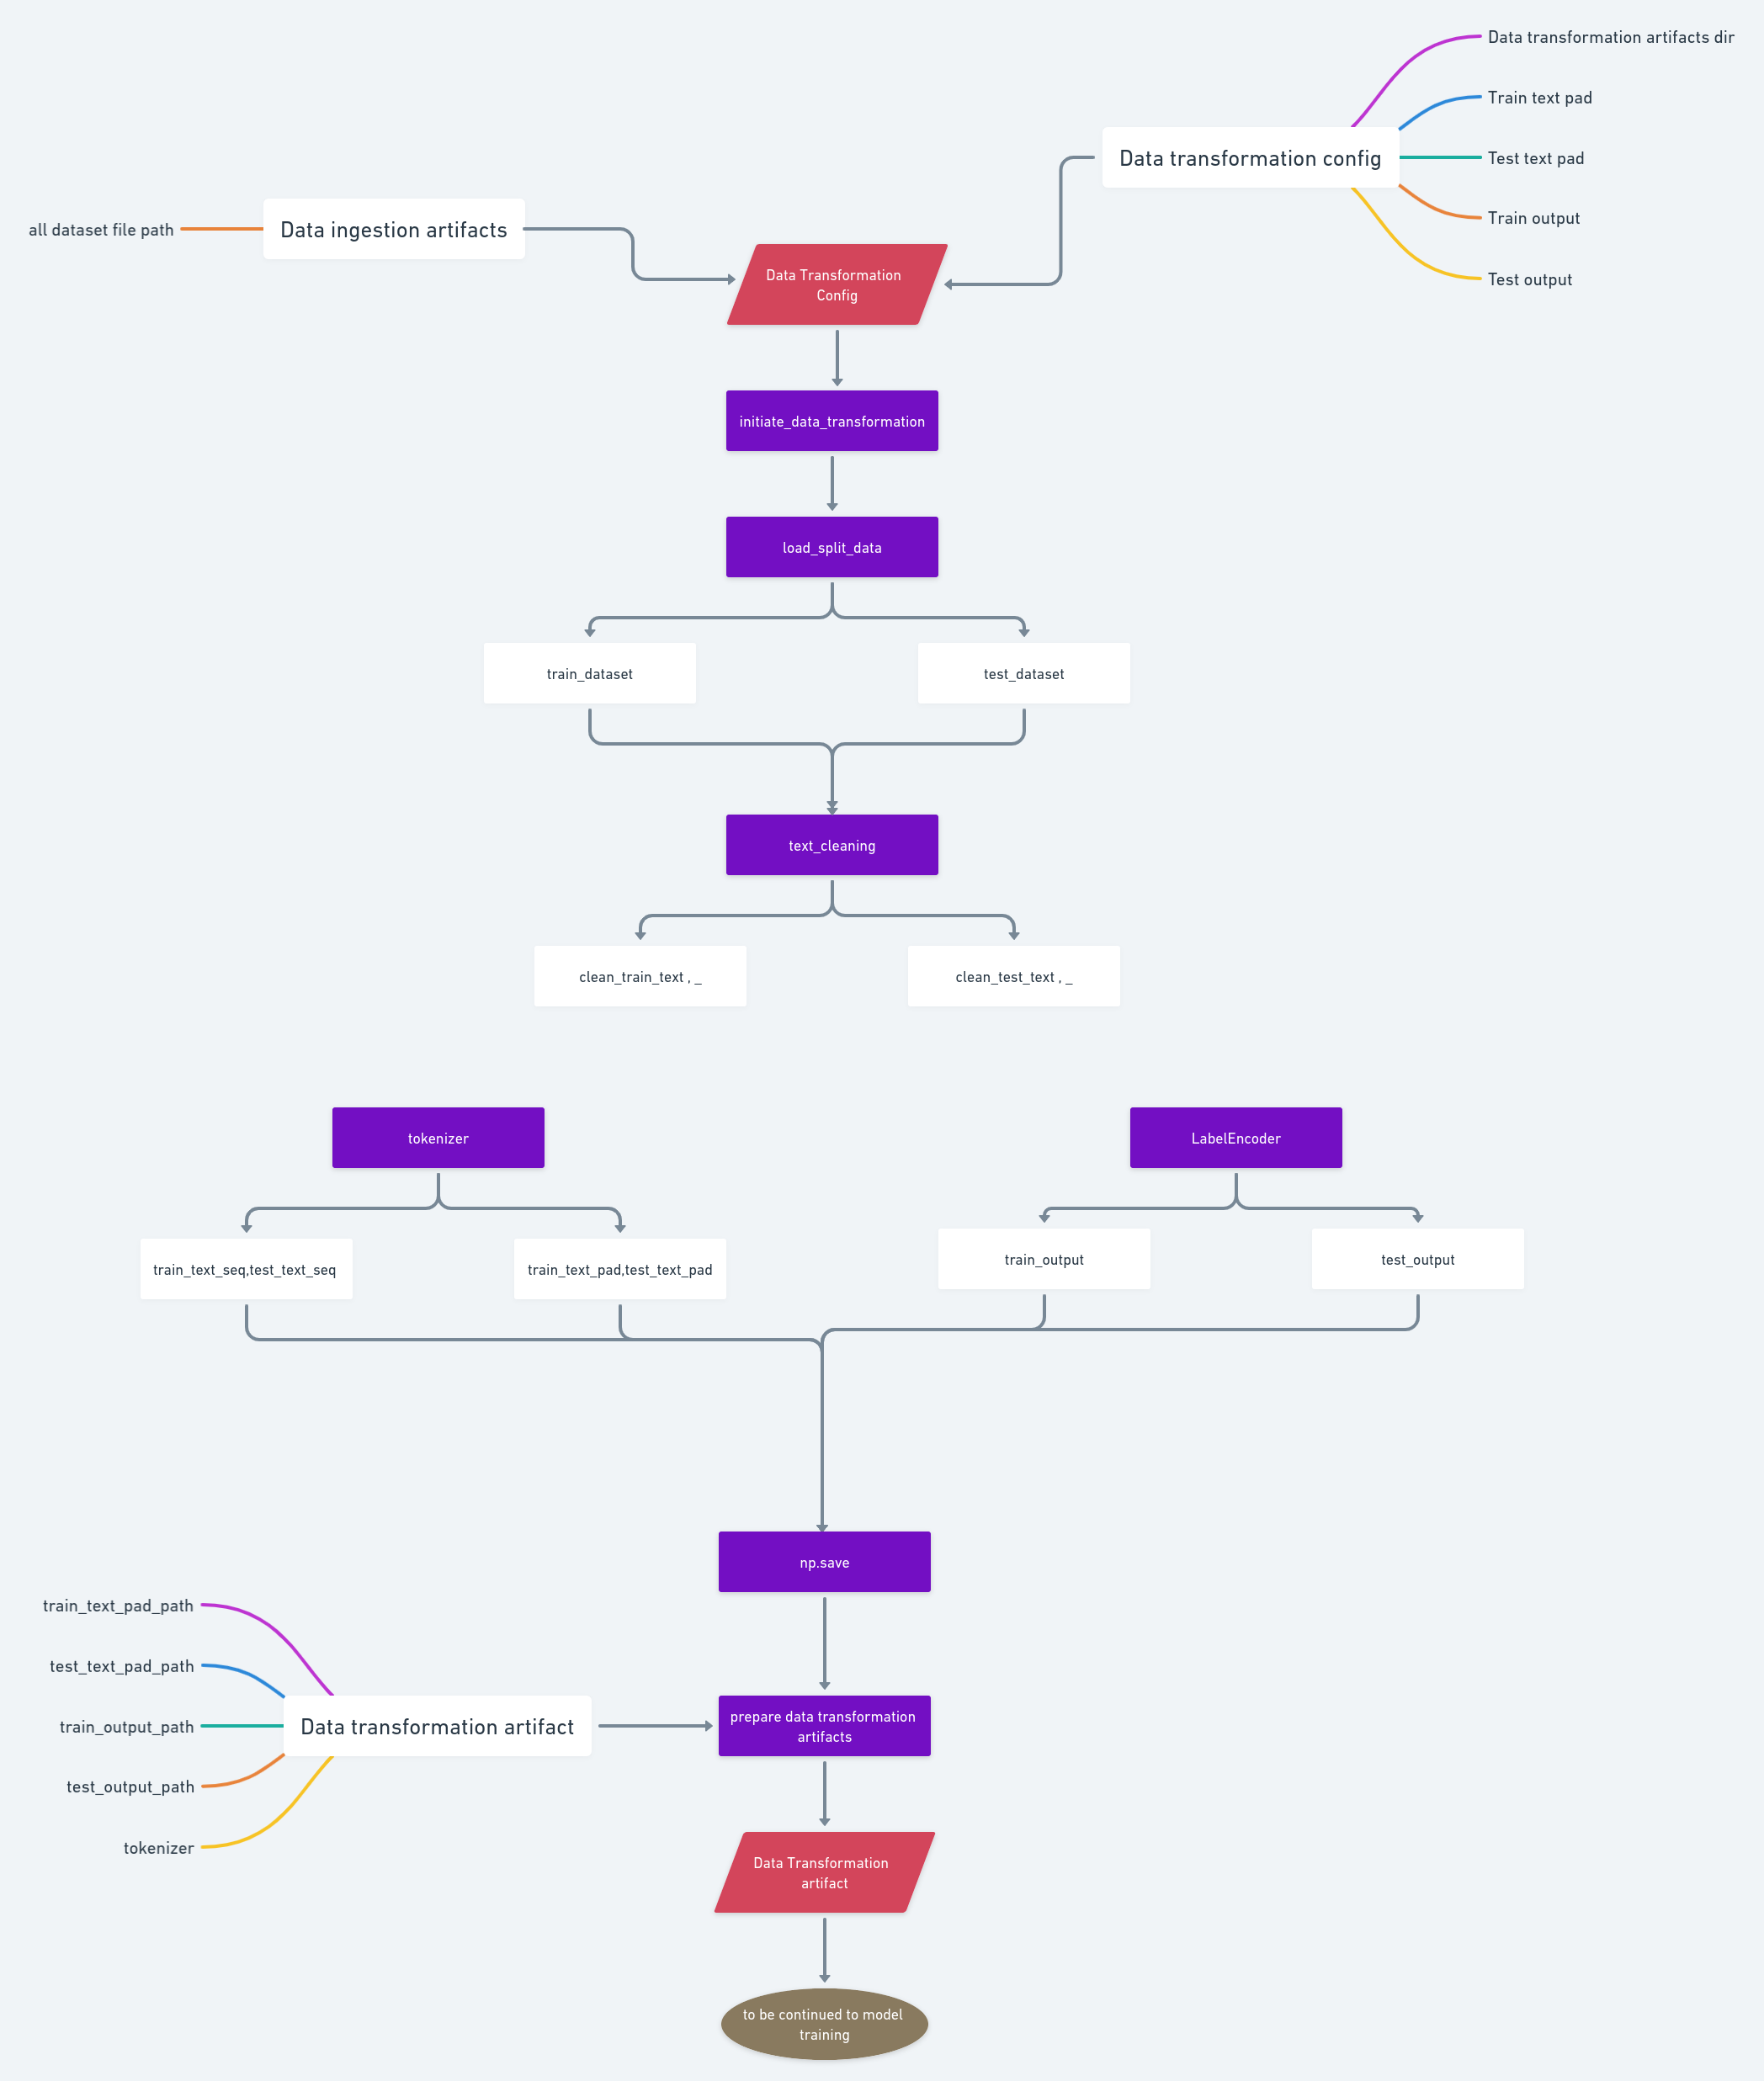 Data transformation artifacts dir
Train text pad
Data transformation config
Test text pad
Train output
Test output
all dataset file path
Data ingestion artifacts
Data Transformation
Config
initiate_data_transformation
load_split_data
train_dataset
test_dataset
text_cleaning
clean_train_text , _
clean_test_text , _
tokenizer
LabelEncoder
train_text_seq,test_text_seq
train_text_pad,test_text_pad
train_output
test_output
np.save
train_text_pad_path
test_text_pad_path
train_output_path
Data transformation artifact
test_output_path
tokenizer
prepare data transformation
artifacts
Data Transformation
artifact
to be continued to model
training